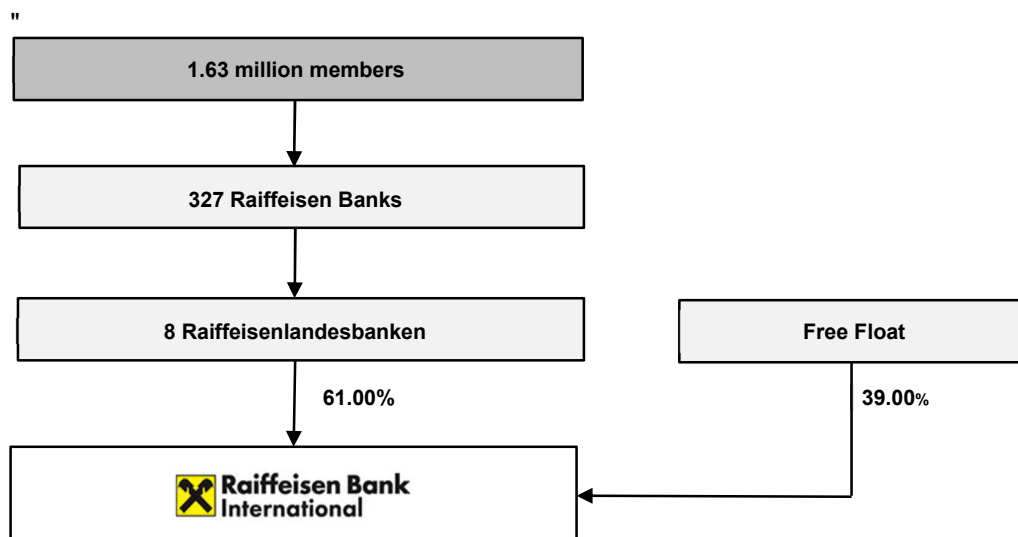 "
1.63 million members
327 Raiffeisen Banks
8 Raiffeisenlandesbanken
Free Float
61.00%
39.00%
Raiffeisen Bank
International